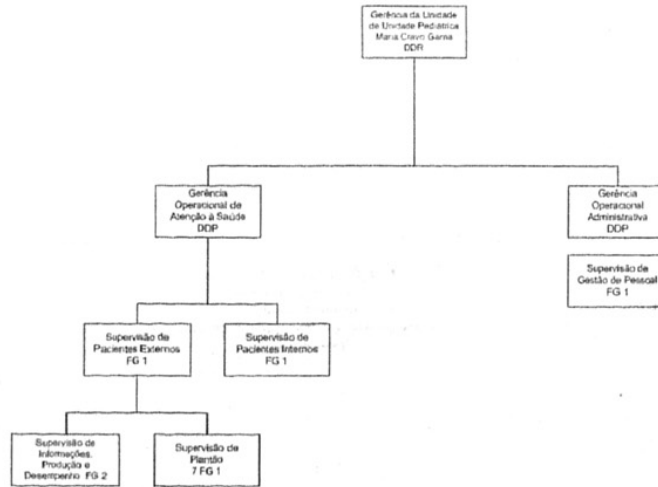 Gerência da Unidade
de Unidade Pediátrica
Maria Cravo Gama
DDR
Gerência
Operacional de
Atenção à Saúde
DDP
Gerência
Operacional
Administrativa
DDP
Supervisão de
Gestão de Pessoal
FG 1
Supervisão de
Pacientes Externos
FG 1
Supervisão de
Pacientes Internos
FG 1
Supervisão de
Informações,
Produção e
Desempenho FG 2
Supervisão de
Plantão
7 FG 1